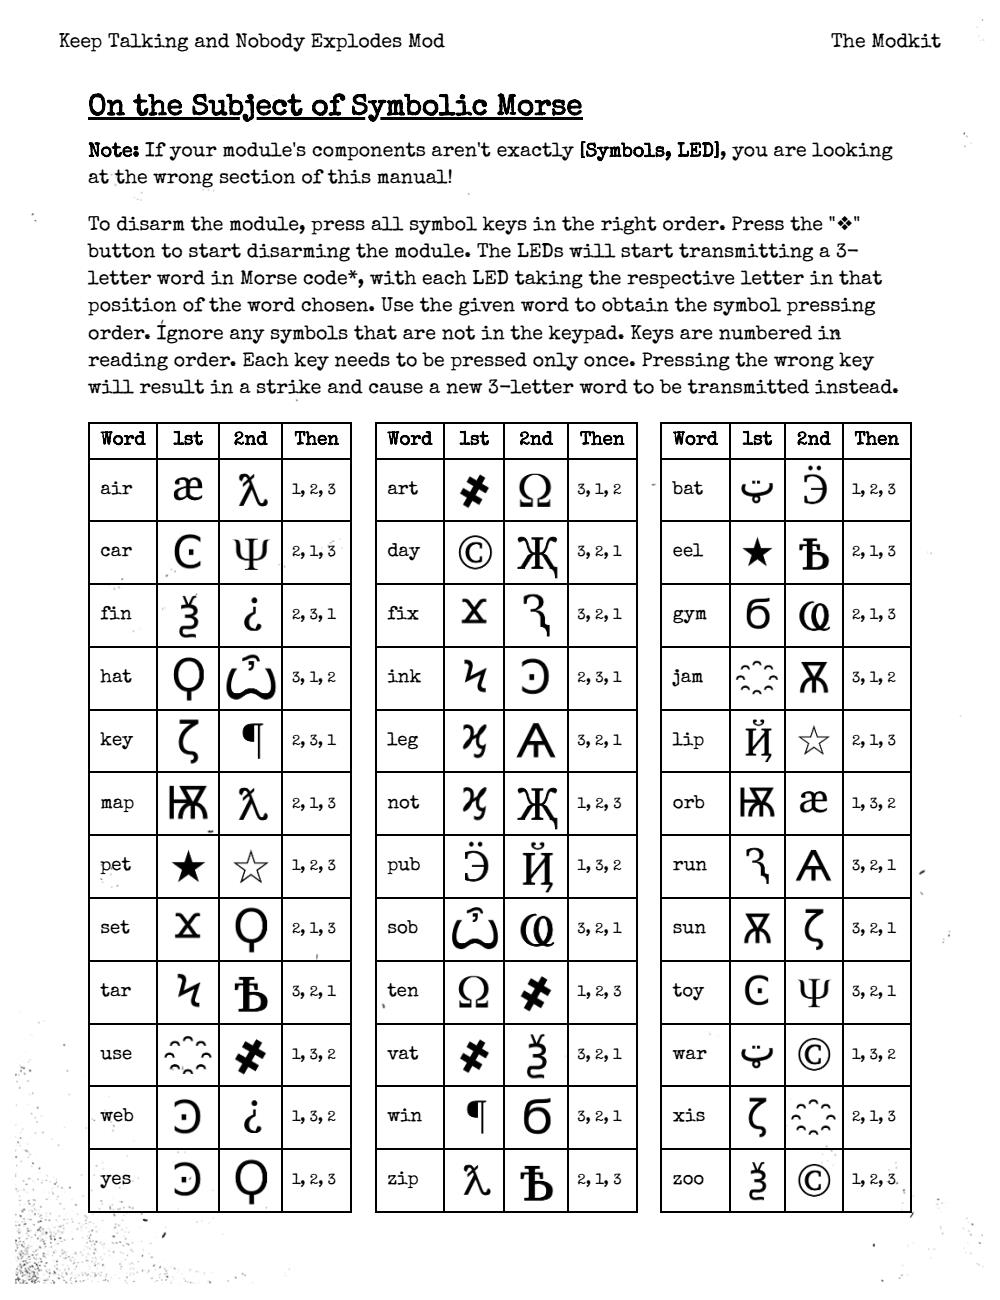 Keep Talking and Nobody Explodes Mod The Modkit
On the Subject of Symbolic Morse
Note: If your module's components aren't exactly [Symbols, LED], you are looking
at the wrong section of this manual!
To disarm the module, press all symbol keys in the right order. Press the "❖"
button to start disarming the module. The LEDs will start transmitting a 3-
letter word in Morse code*, with each LED taking the respective letter in that
position of the word chosen. Use the given word to obtain the symbol pressing
order. Ignore any symbols that are not in the keypad. Keys are numbered in
reading order. Each key needs to be pressed only once. Pressing the wrong key
will result in a strike and cause a new 3-letter word to be transmitted instead.
Word 1st 2nd Then Word 1st 2nd Then Word 1st 2nd Then
air æ ƛ 1, 2, 3 art ҂ Ω 3, 1, 2 bat ټ Ӭ 1, 2, 3
car Ͼ Ψ 2, 1, 3 day © Җ 3, 2, 1 eel ★ Ѣ 2, 1, 3
fin Ѯ ¿ 2, 3, 1 fix Ϫ Ԇ 3, 2, 1 gym б Ҩ 2, 1, 3
hat Ϙ Ѽ 3, 1, 2 ink Ϟ Ͽ 2, 3, 1 jam ҈ Ѫ 3, 1, 2
key ζ ¶ 2, 3, 1 leg ϗ Ѧ 3, 2, 1 lip Ҋ ☆ 2, 1, 3
map Ѭ ƛ 2, 1, 3 not ϗ Җ 1, 2, 3 orb Ѭ æ 1, 3, 2
pet ★ ☆ 1, 2, 3 pub Ӭ Ҋ 1, 3, 2 run Ԇ Ѧ 3, 2, 1
set Ϫ Ϙ 2, 1, 3 sob Ѽ Ҩ 3, 2, 1 sun Ѫ ζ 3, 2, 1
tar Ϟ Ѣ 3, 2, 1 ten Ω ҂ 1, 2, 3 toy Ͼ Ψ 3, 2, 1
use ҈ ҂ 1, 3, 2 vat ҂ Ѯ 3, 2, 1 war ټ © 1, 3, 2
web Ͽ ¿ 1, 3, 2 win ¶ б 3, 2, 1 xis ζ ҈ 2, 1, 3
yes Ͽ Ϙ 1, 2, 3 zip ƛ Ѣ 2, 1, 3 zoo Ѯ © 1, 2, 3